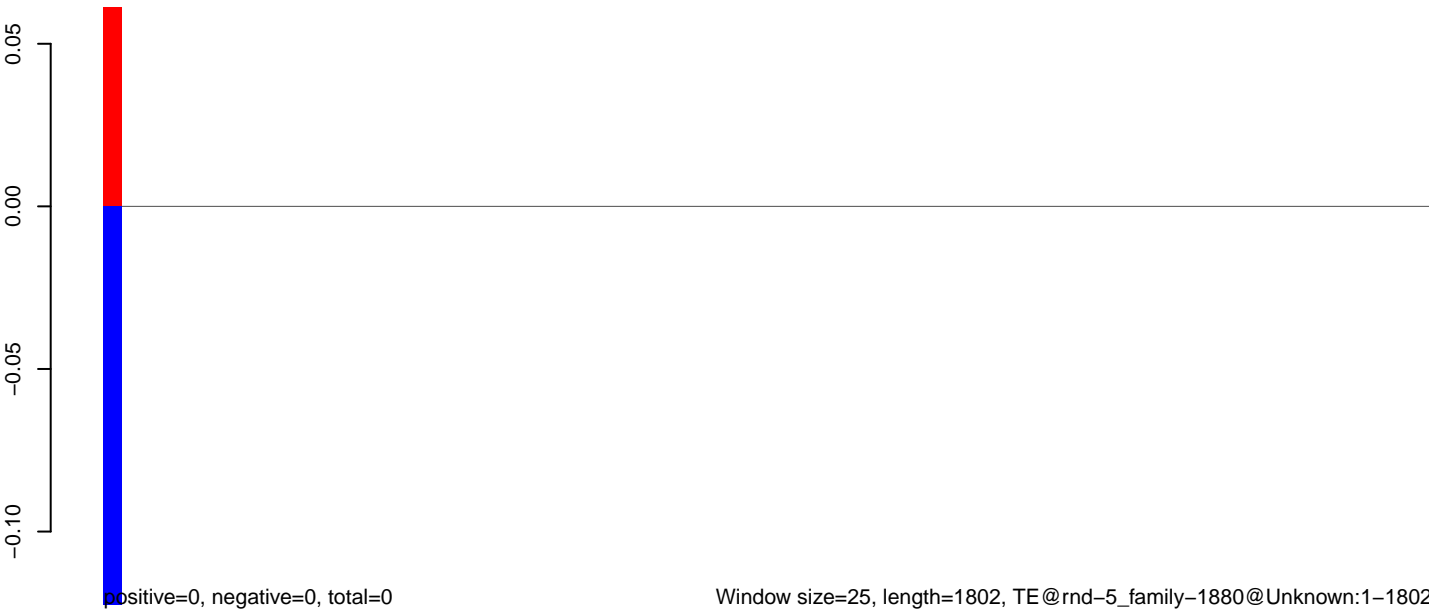 0.05
0.00
−0.05
−0.10
positive=0, negative=0, total=0
Window size=25, length=1802, TE@rnd−5_family−1880@Unknown:1−1802